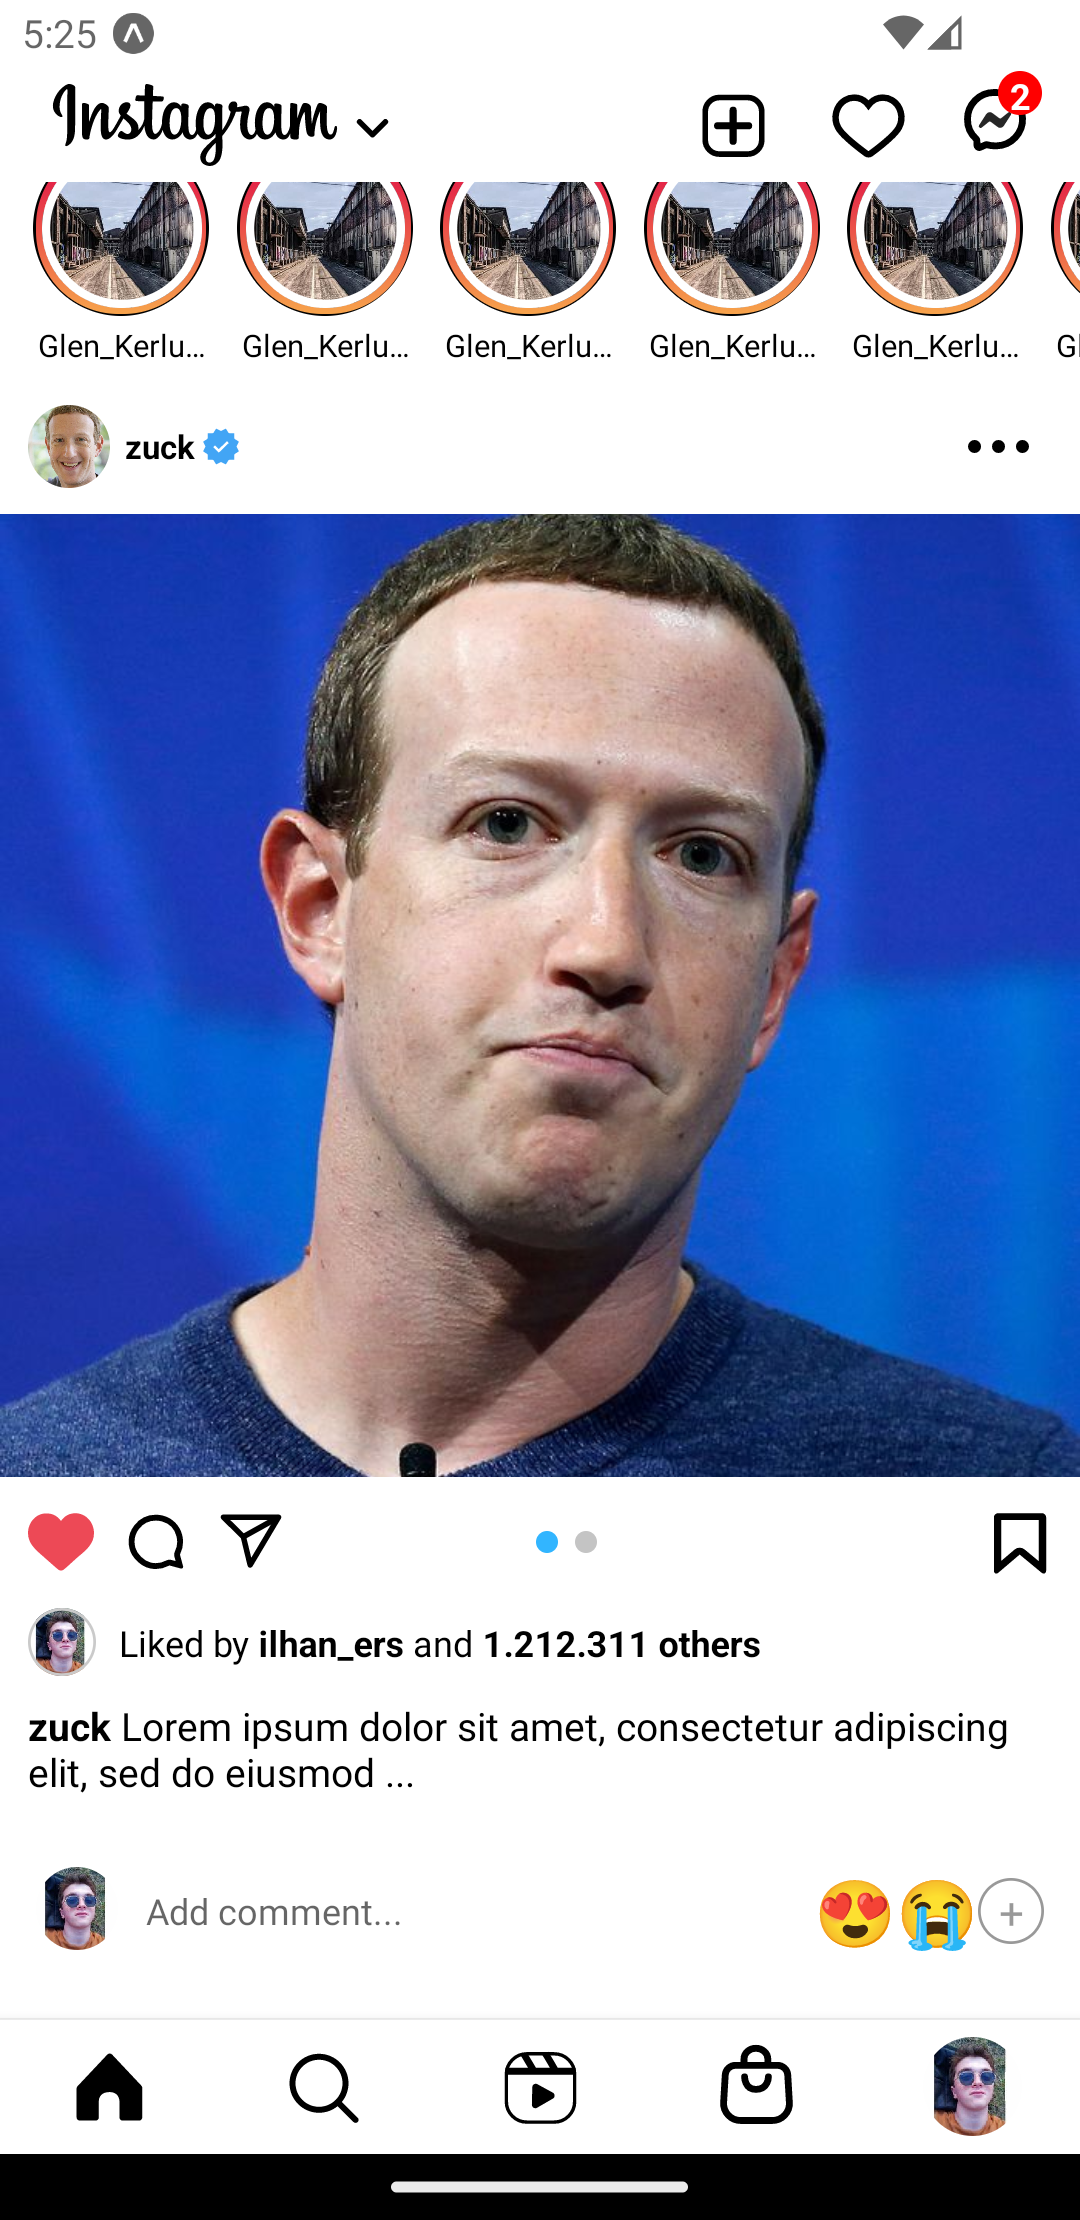 5:25
Instagram
2
Glen_Kerlu... Glen_Kerlu... Glen_Kerlu... Glen_Kerlu... Glen_Kerlu... Gl
zuck
Liked by ilhan_ers and 1.212.311 others
zuck Lorem ipsum dolor sit amet, consectetur adipiscing
elit, sed do eiusmod ...
Add comment...